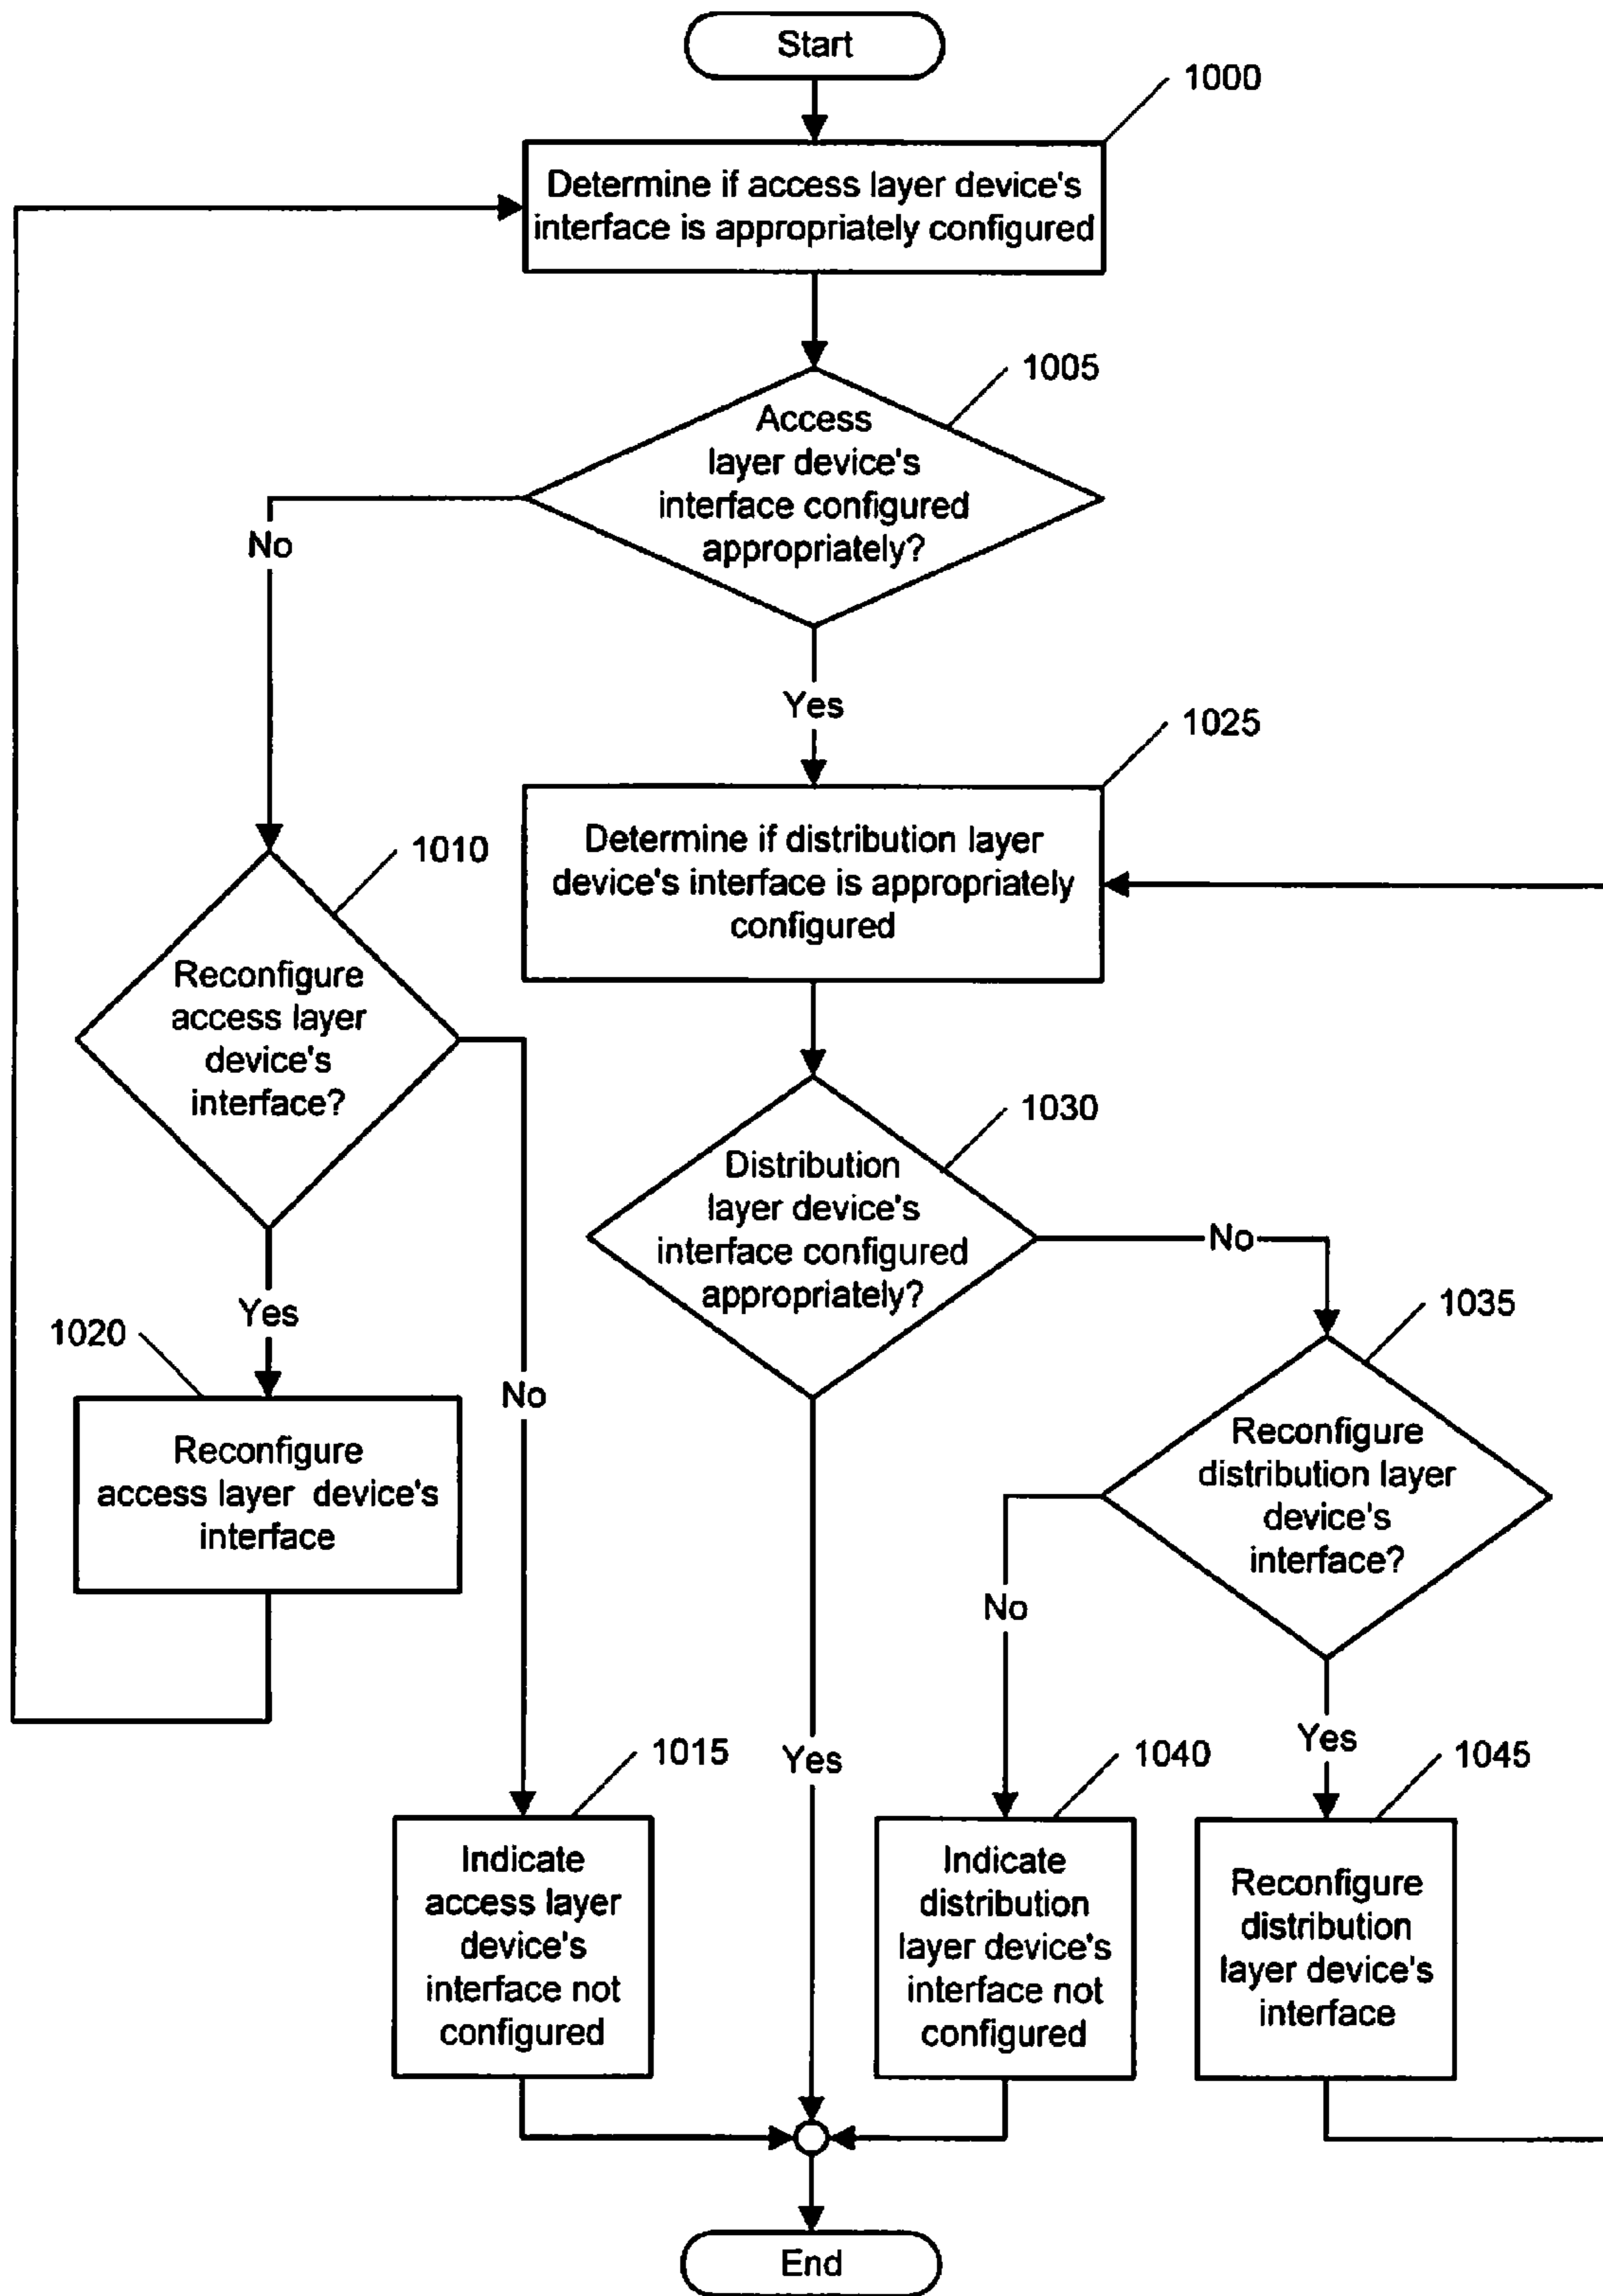 Start
1000
Determine if access layer device's
interface is appropriately configured
1005
Access
layer device's
interface configured
appropriately?
No
Yes
1025
Determine if distribution layer
device's interface is appropriately
configured
1010
Reconfigure
access layer
device's
interface?
1030
Distribution
layer device's
interface configured
appropriately?
No
Yes
1020
No
1035
Reconfigure
distribution layer
device's
interface?
Reconfigure
access layer device's
interface
No
Yes
Yes
1015
1040
1045
Indicate
access layer
device's
interface not
configured
Indicate
distribution
layer device's
interface not
configured
Reconfigure
distribution
layer device's
interface
End